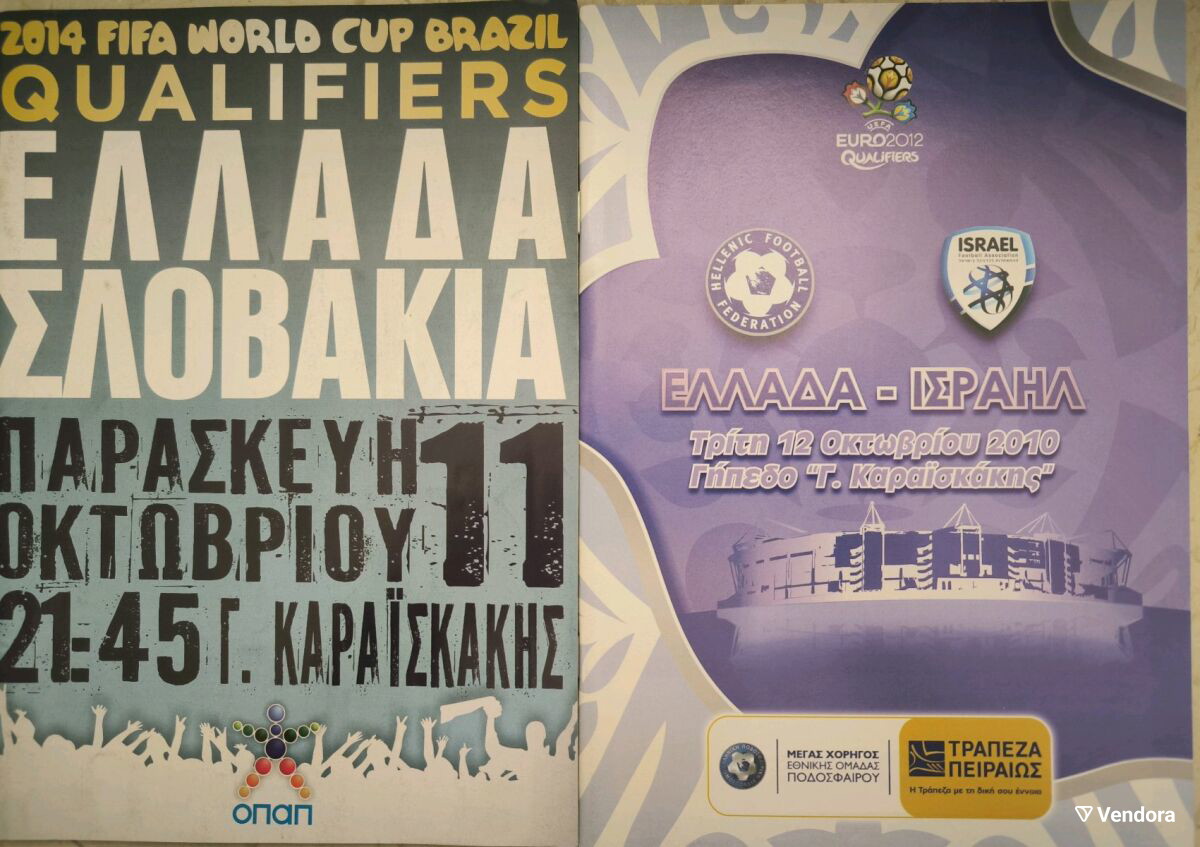 2014 FIFA WORLD CUP BRAZIL
QUALIFIERS
ΕΛΛΑΔΑ
ΣΛΟΒΑΚΙΑ
ΠΑΡΑΣΚΕΥΗ 11
ΟΚΤΩΒΡΙΟΥ
21:45 Γ. ΚΑΡΑΪΣΚΑΚΗΣ
οπαπ
UEFA
EURO2012
QUALIFIERS
HELLENIC FOOTBALL
FEDERATION
ISRAEL
Football Association
ΕΛΛΑΔΑ - ΙΣΡΑΗΛ
Τρίτη 12 Οκτωβρίου 2010
Γήπεδο "Γ. Καραϊσκάκης"
ΜΕΓΑΣ ΧΟΡΗΓΟΣ
ΕΘΝΙΚΗΣ ΟΜΑΔΑΣ
ΠΟΔΟΣΦΑΙΡΟΥ
ΤΡΑΠΕΖΑ
ΠΕΙΡΑΙΩΣ
Η Τράπεζα με τη δική σου έννοια
Vendora